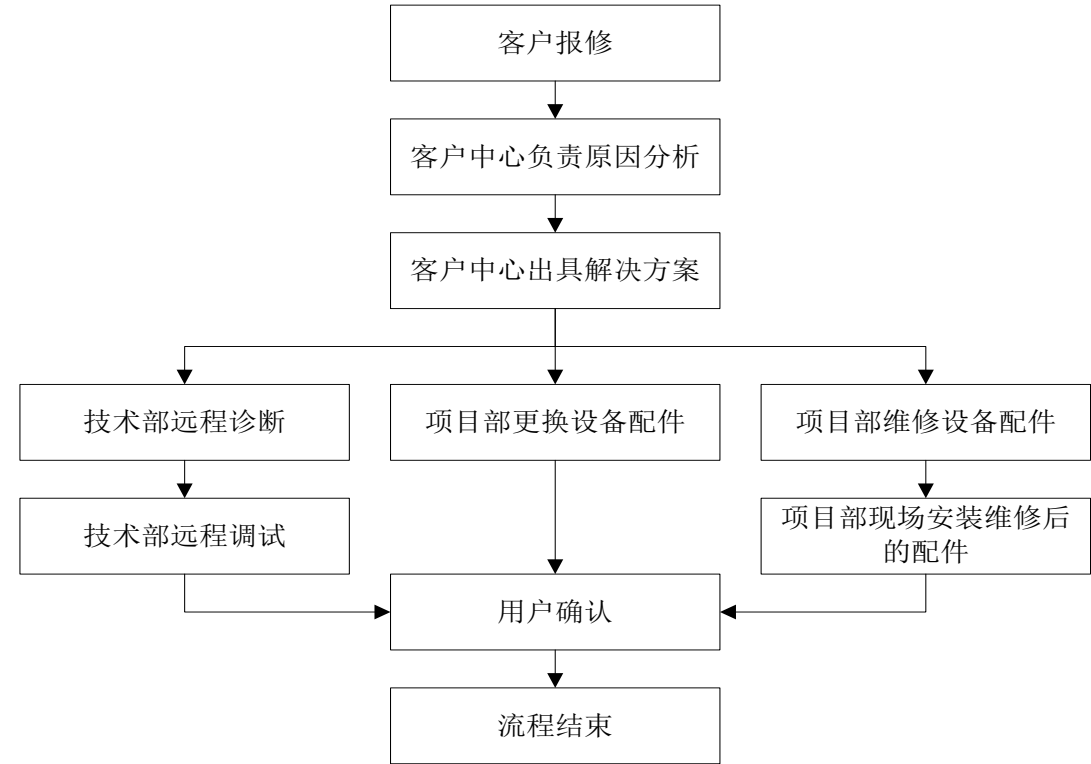 客户报修
客户中心负责原因分析
客户中心出具解决方案
技术部远程诊断
项目部更换设备配件
项目部维修设备配件
技术部远程调试
项目部现场安装维修后
的配件
用户确认
流程结束